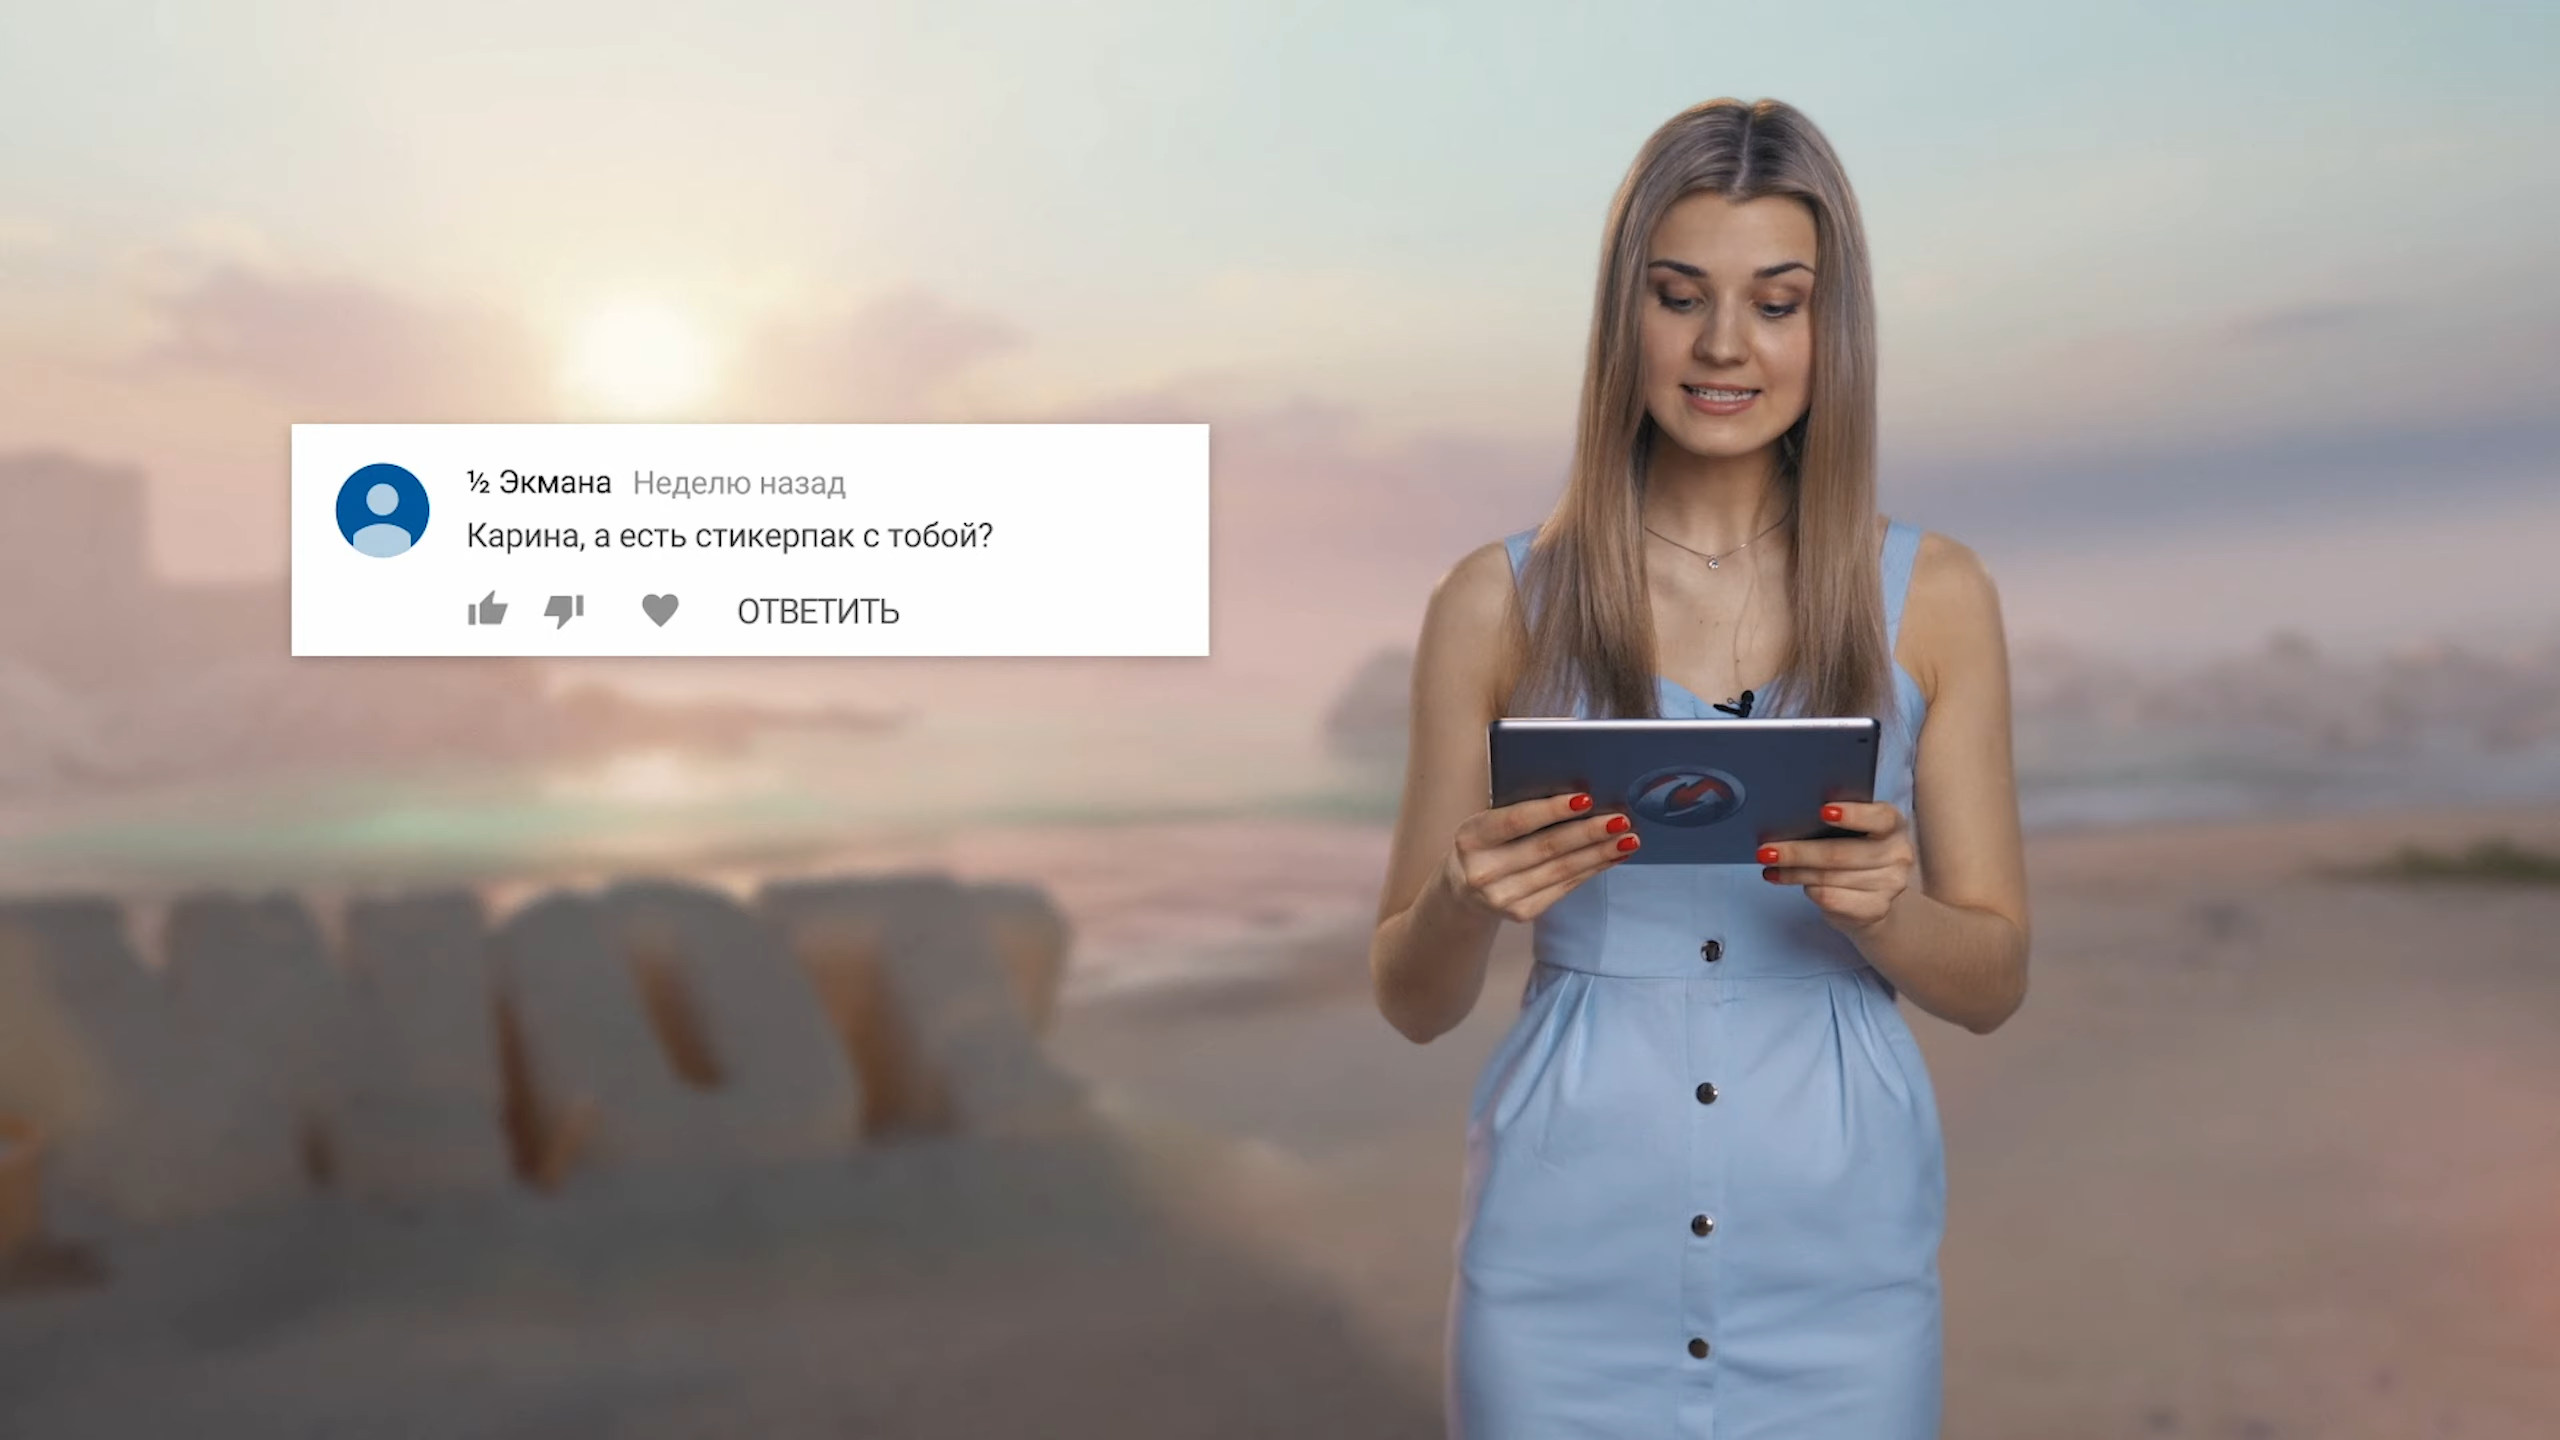 ½ Экмана Неделю назад
Карина, а есть стикерпак с тобой?
ОТВЕТИТЬ